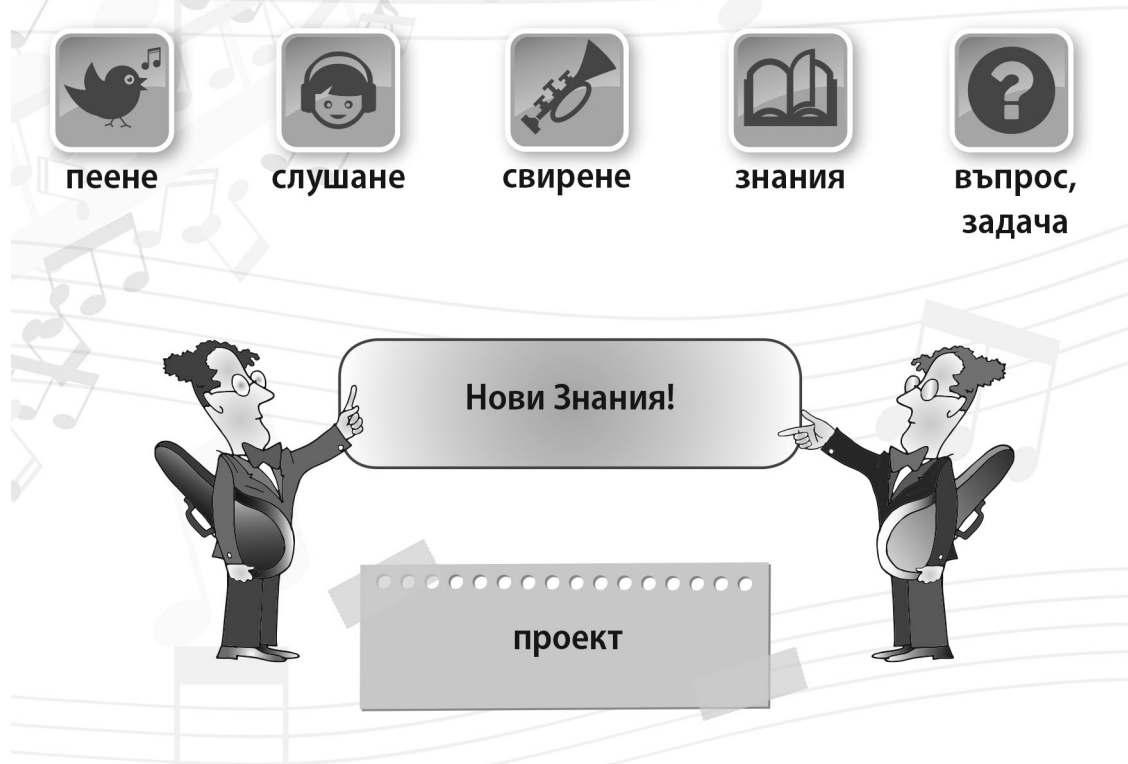 пеене
слушане
свирене
знания
въпрос,
задача
Нови Знания!
проект